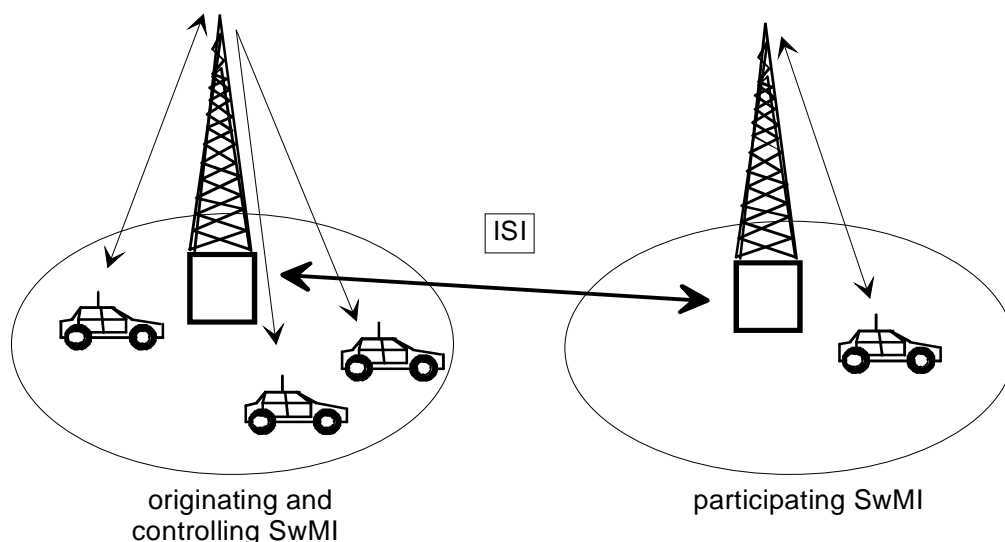 ISI
originating and
controlling SwMI
participating SwMI